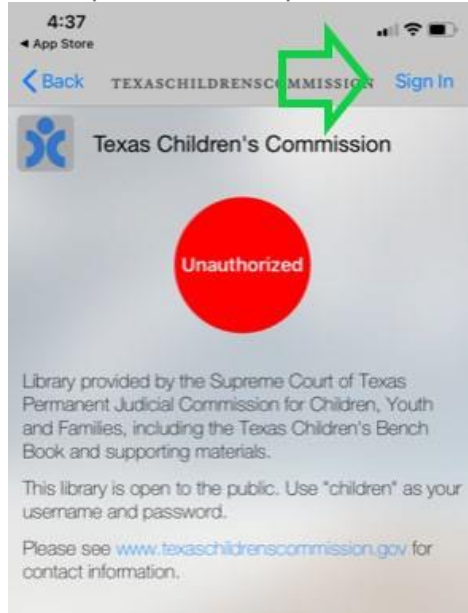 4:37
◄ App Store
Back TEXASCHILDRENSCOMMISSION Sign In
Texas Children's Commission
Unauthorized
Library provided by the Supreme Court of Texas
Permanent Judicial Commission for Children, Youth
and Families, including the Texas Children's Bench
Book and supporting materials.
This library is open to the public. Use "children" as your
username and password.
Please see www.texaschildrenscommission.gov for
contact information.